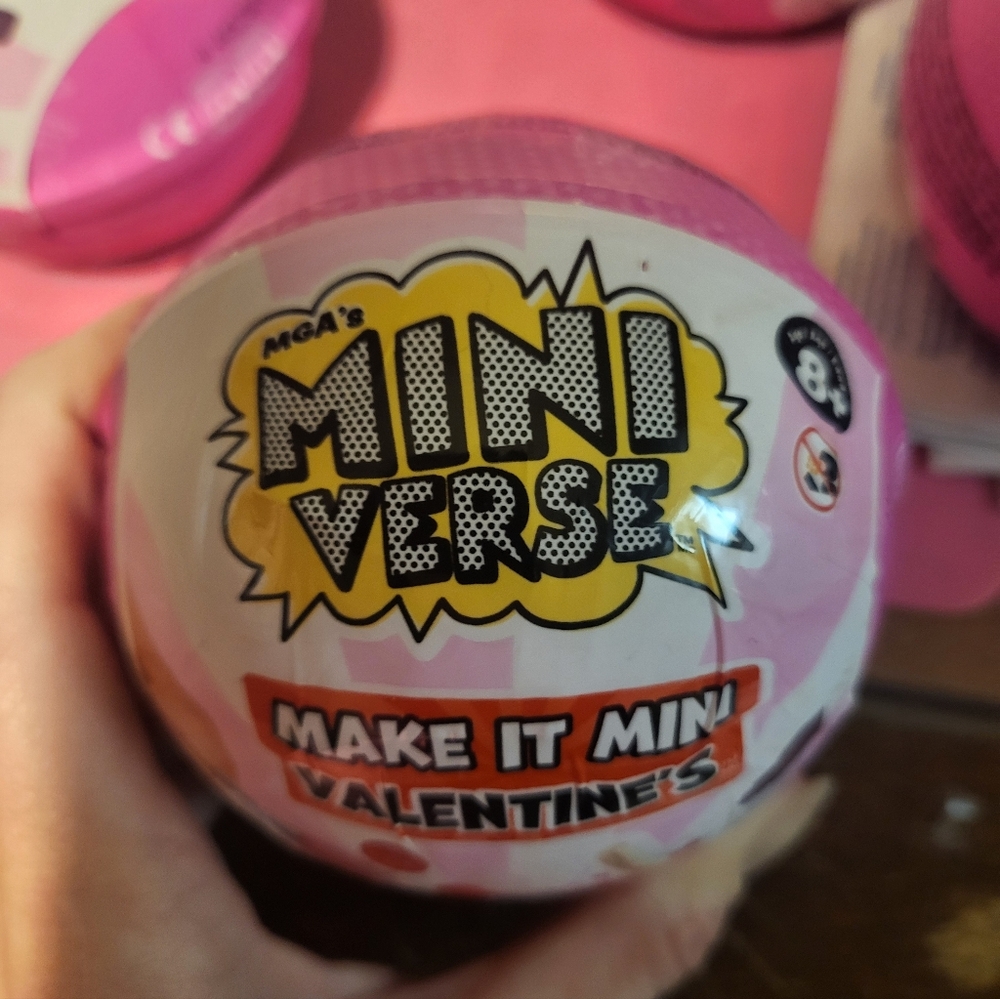 MGA's
MINI
VERSE
8+
MAKE IT MINI
VALENTINE'S